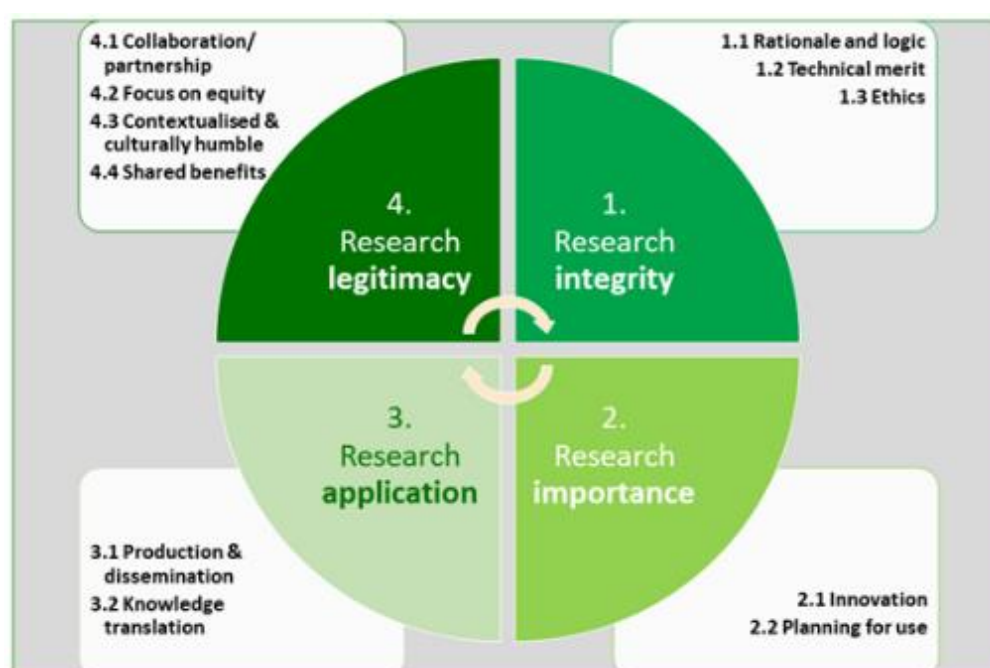 4.1 Collaboration/
partnership
4.2 Focus on equity
4.3 Contextualised &
culturally humble
4.4 Shared benefits
1.1 Rationale and logic
1.2 Technical merit
1.3 Ethics
4.
Research
legitimacy
1.
Research
integrity
3.
Research
application
2.
Research
importance
3.1 Production &
dissemination
3.2 Knowledge
translation
2.1 Innovation
2.2 Planning for use